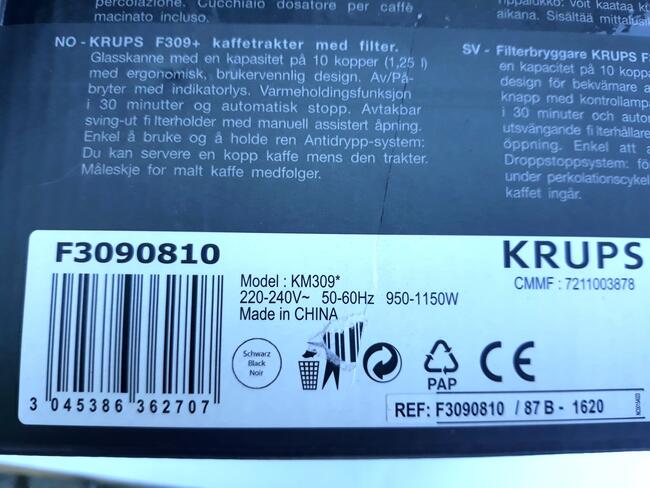 percolazione. Cucchiaio dosatore per caffè
macinato incluso.
aikana. Sisältää
NO - KRUPS F309+ kaffetrakter med filter.
Glasskanne med en kapasitet på 10 kopper (1,25 l)
med ergonomisk, brukervennlig design. Av/På-
bryter med indikatorlys. Varmeholdingsfunksjon
i 30 minutter og automatisk stopp. Avtakbar
sving-ut filterholder med manuell assistert åpning.
Enkel å bruke og å holde ren Antidrypp-system:
Du kan servere en kopp kaffe mens den trakter.
Måleskje for malt kaffe medfølger.
SV - Filterbryggare KRUPS F
en kapacitet på 10 kopp
design för bekvämare a
knapp med kontrollamp
i 30 minuter och autom
utsvängande filterhållare
öppning. Enkel att a
Droppstoppsystem: fö
under perkolationscykel
kaffet ingår.
F3090810
KRUPS
CMMF : 7211003878
Model : KM309*
220-240V~ 50-60Hz 950-1150W
Made in CHINA
Schwarz
Black
Noir
PAP
CE
3 045386 362707
REF: F3090810 / 87 B - 1620